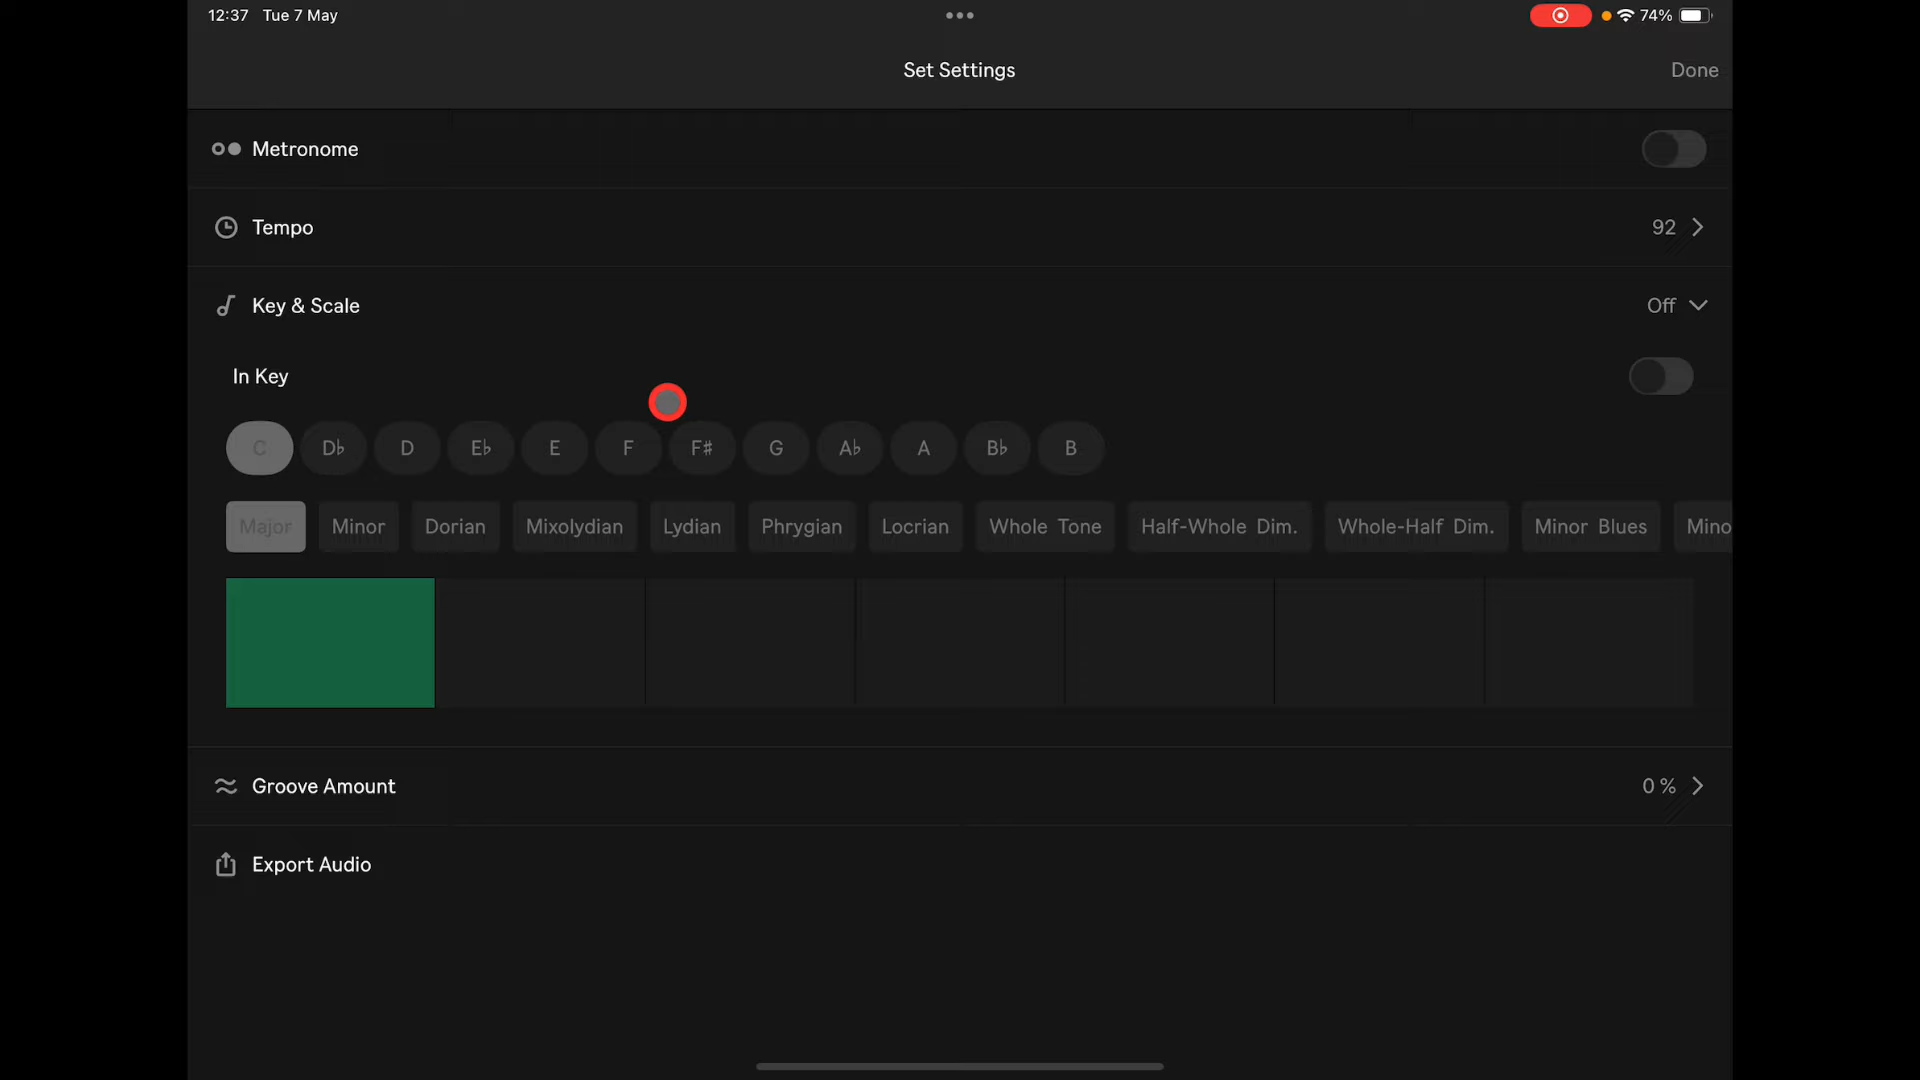 12:37 Tue 7 May
74%
Set Settings
Done
Metronome
Tempo 92
Key & Scale Off
In Key
C D♭ D E♭ E F F♯ G A♭ A B♭ B
Major Minor Dorian Mixolydian Lydian Phrygian Locrian Whole Tone Half-Whole Dim. Whole-Half Dim. Minor Blues Mino
Groove Amount 0 %
Export Audio